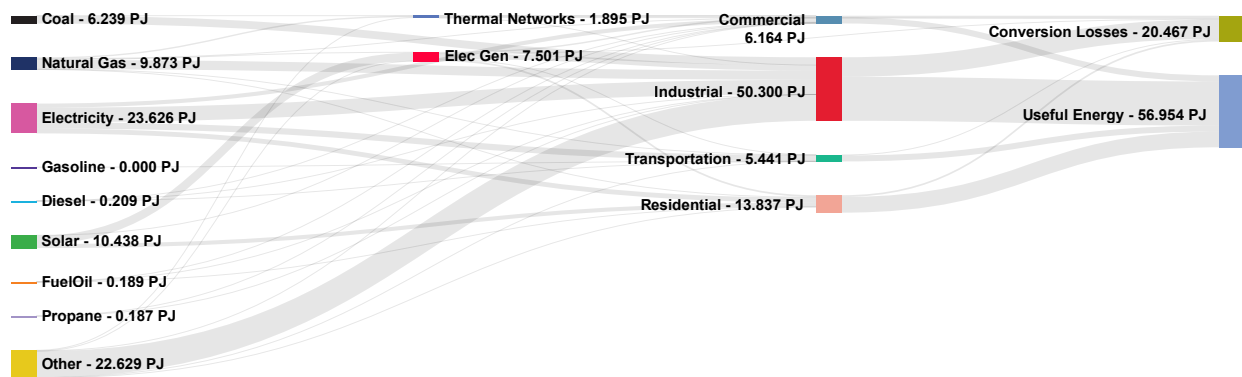 Coal - 6.239 PJ
Natural Gas - 9.873 PJ
Electricity - 23.626 PJ
Gasoline - 0.000 PJ
Diesel - 0.209 PJ
Solar - 10.438 PJ
FuelOil - 0.189 PJ
Propane - 0.187 PJ
Other - 22.629 PJ
Thermal Networks - 1.895 PJ
Elec Gen - 7.501 PJ
Commercial
6.164 PJ
Industrial - 50.300 PJ
Transportation - 5.441 PJ
Residential - 13.837 PJ
Conversion Losses - 20.467 PJ
Useful Energy - 56.954 PJ